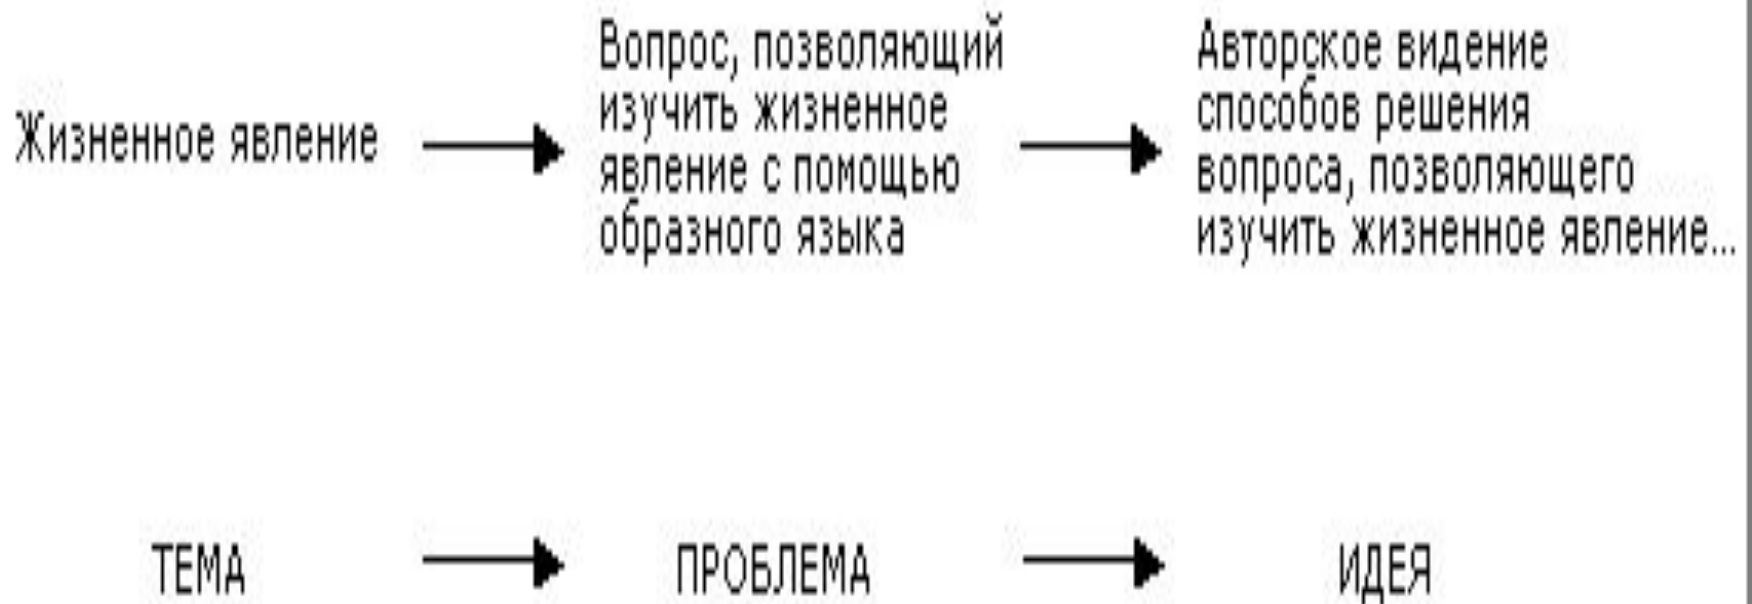 Жизненное явление
Вопрос, позволяющий
изучить жизненное
явление с помощью
образного языка
Авторское видение
способов решения
вопроса, позволяющего
изучить жизненное явление...
ТЕМА
ПРОБЛЕМА
ИДЕЯ